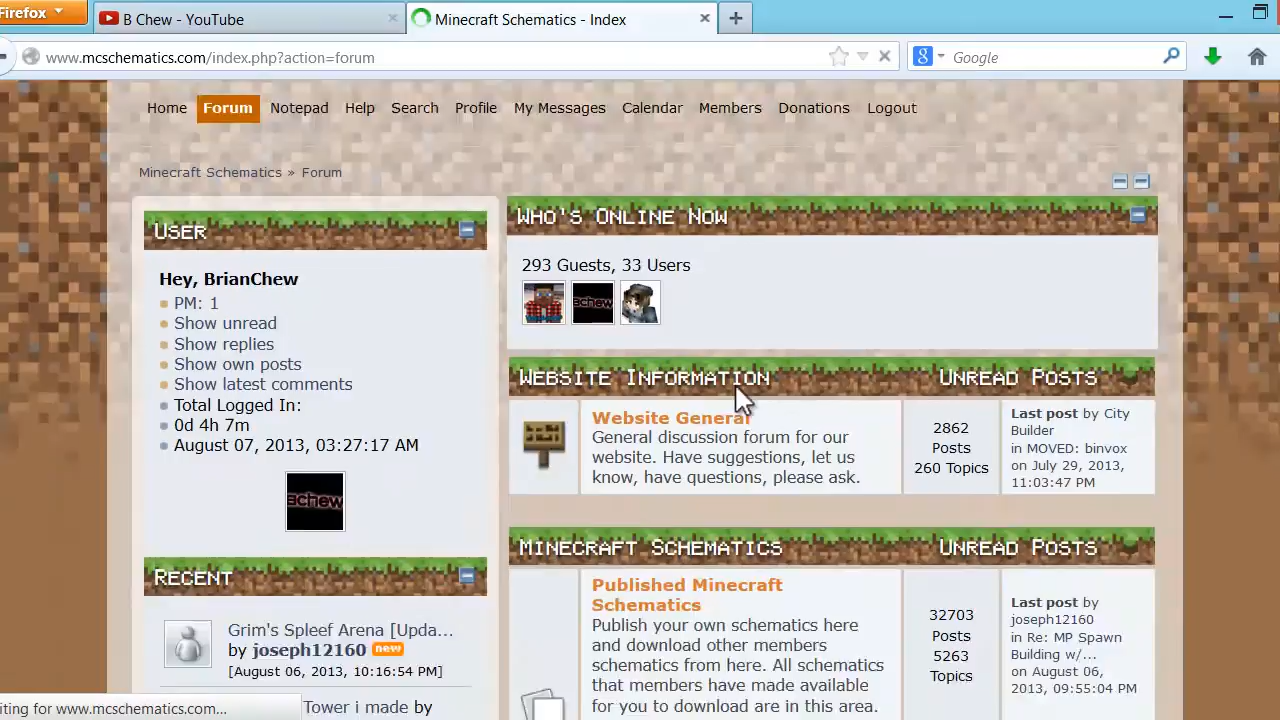 Firefox
B Chew - YouTube
Minecraft Schematics - Index
www.mcschematics.com/index.php?action=forum
Google
Home Forum Notepad Help Search Profile My Messages Calendar Members Donations Logout
Minecraft Schematics » Forum
User
Hey, BrianChew
PM: 1
Show unread
Show replies
Show own posts
Show latest comments
Total Logged In:
0d 4h 7m
August 07, 2013, 03:27:17 AM
achew
Recent
Grim's Spleef Arena [Upda...
by joseph12160 new
[August 06, 2013, 10:16:54 PM]
Tower i made by
Who's Online Now
293 Guests, 33 Users
achew
Website Information
Unread Posts
Website General
General discussion forum for our
website. Have suggestions, let us
know, have questions, please ask.
2862
Posts
260 Topics
Last post by City
Builder
in MOVED: binvox
on July 29, 2013,
11:03:47 PM
Minecraft Schematics
Unread Posts
Published Minecraft
Schematics
Publish your own schematics here
and download other members
schematics from here. All schematics
that members have made available
for you to download are in this area.
32703
Posts
5263
Topics
Last post by
joseph12160
in Re: MP Spawn
Building w/...
on August 06,
2013, 09:55:04 PM
iting for www.mcschematics.com...